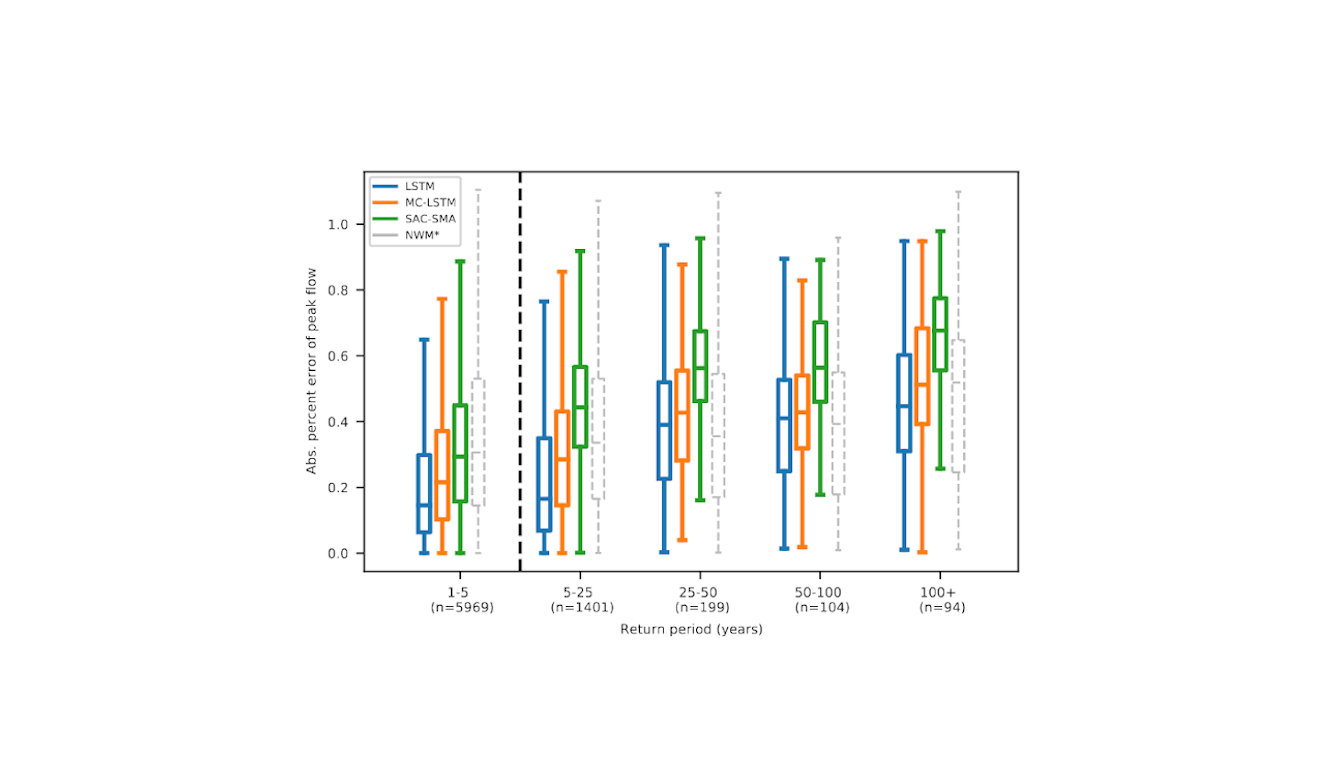 LSTM
MC-LSTM
SAC-SMA
NWM*
Abs. percent error of peak flow
1.0
0.8
0.6
0.4
0.2
0.0
1-5 5-25 25-50 50-100 100+
(n=5969) (n=1401) (n=199) (n=104) (n=94)
Return period (years)